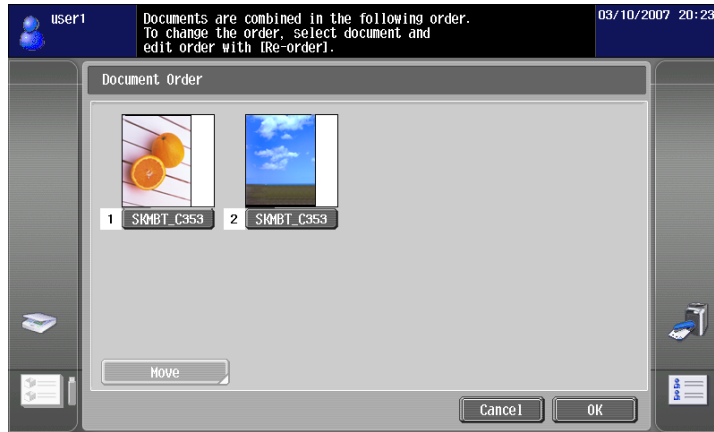 user1
Documents are combined in the following order.
To change the order, select document and
edit order with [Re-order].
03/10/2007 20:23
Document Order
1 SKMBT_C353 2 SKMBT_C353
Move
Cancel OK